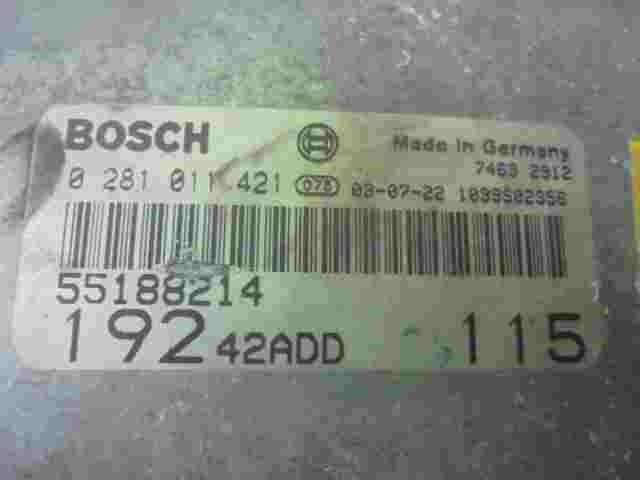 BOSCH
Made in Germany
7463 2912
0 281 011 421 078 03-07-22 1039S02356
55188214
192 42ADD 115